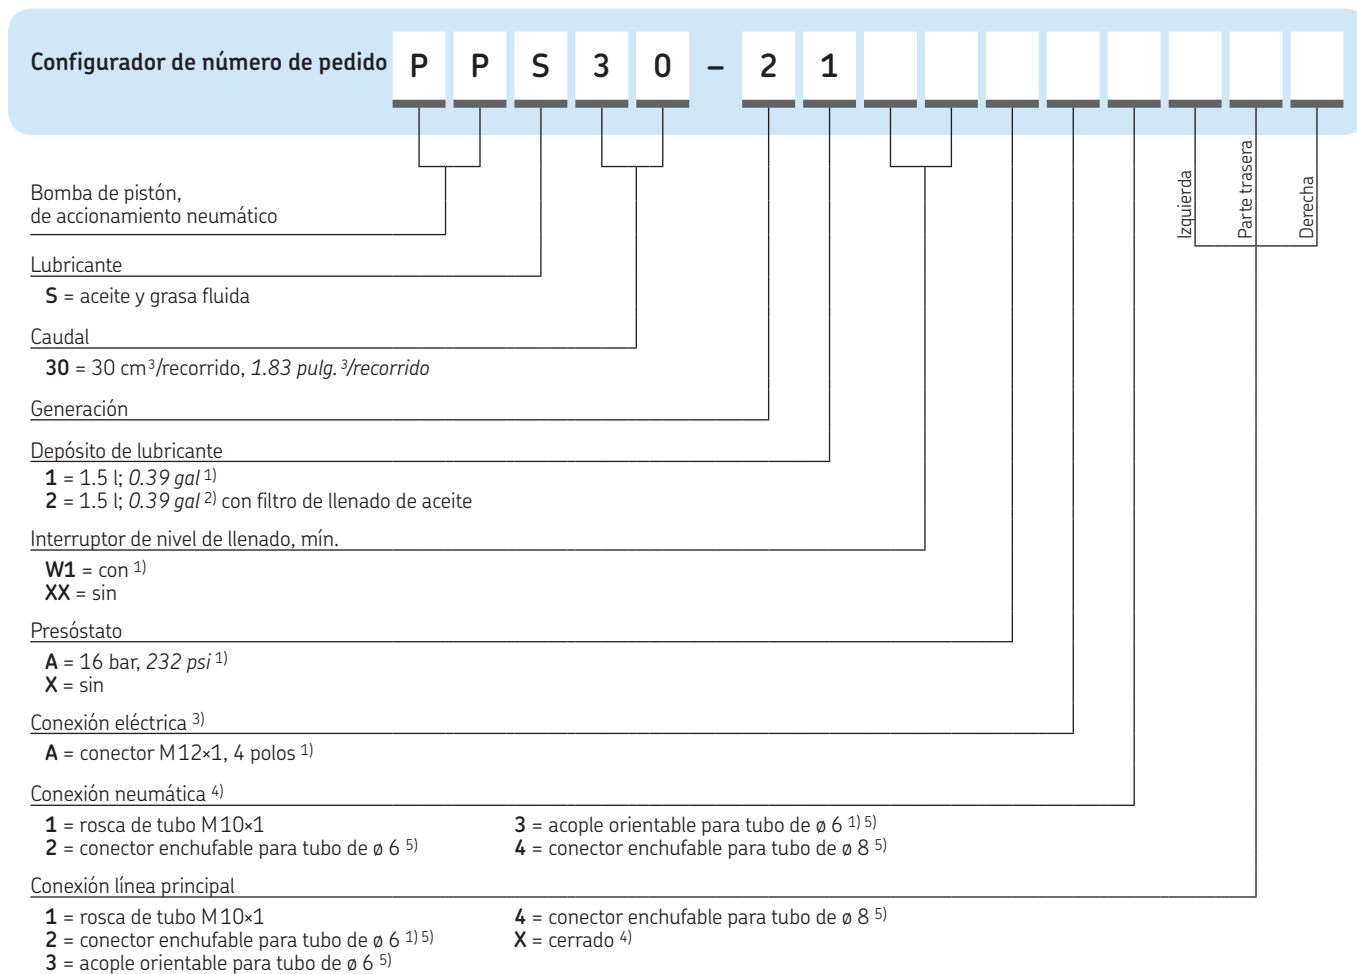 Configurador de número de pedido P P S 3 0 – 2 1
Izquierda
Parte trasera
Derecha
Bomba de pistón,
de accionamiento neumático
Lubricante
S = aceite y grasa fluida
Caudal
30 = 30 cm³/recorrido, 1.83 pulg.³/recorrido
Generación
Depósito de lubricante
1 = 1.5 l; 0.39 gal 1)
2 = 1.5 l; 0.39 gal 2) con filtro de llenado de aceite
Interruptor de nivel de llenado, mín.
W1 = con 1)
XX = sin
Presóstato
A = 16 bar, 232 psi 1)
X = sin
Conexión eléctrica 3)
A = conector M12×1, 4 polos 1)
Conexión neumática 4)
1 = rosca de tubo M10×1
2 = conector enchufable para tubo de ø 6 5)
3 = acople orientable para tubo de ø 6 1) 5)
4 = conector enchufable para tubo de ø 8 5)
Conexión línea principal
1 = rosca de tubo M10×1
2 = conector enchufable para tubo de ø 6 1) 5)
3 = acople orientable para tubo de ø 6 5)
4 = conector enchufable para tubo de ø 8 5)
X = cerrado 4)